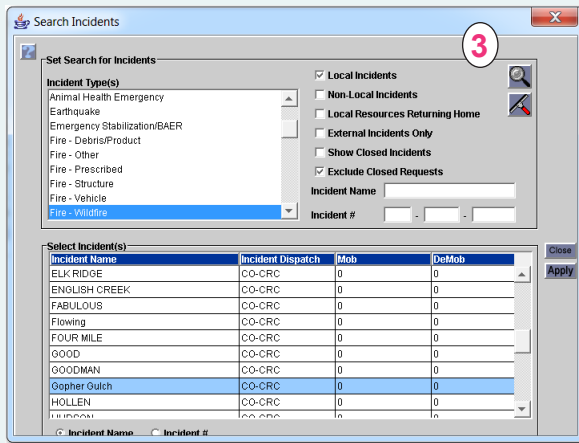 Search Incidents
3
Set Search for Incidents
Incident Type(s)
Animal Health Emergency
Earthquake
Emergency Stabilization/BAER
Fire - Debris/Product
Fire - Other
Fire - Prescribed
Fire - Structure
Fire - Vehicle
Fire - Wildfire
Local Incidents
Non-Local Incidents
Local Resources Returning Home
External Incidents Only
Show Closed Incidents
Exclude Closed Requests
Incident Name
Incident # - -
Select Incident(s)
Incident Name Incident Dispatch Mob DeMob
ELK RIDGE CO-CRC 0 0
ENGLISH CREEK CO-CRC 0 0
FABULOUS CO-CRC 0 0
Flowing CO-CRC 0 0
FOUR MILE CO-CRC 0 0
GOOD CO-CRC 0 0
GOODMAN CO-CRC 0 0
Gopher Gulch CO-CRC 0 0
HOLLEN CO-CRC 0 0
HUDSON CO-CRC 0 0
Incident Name Incident #
Close
Apply